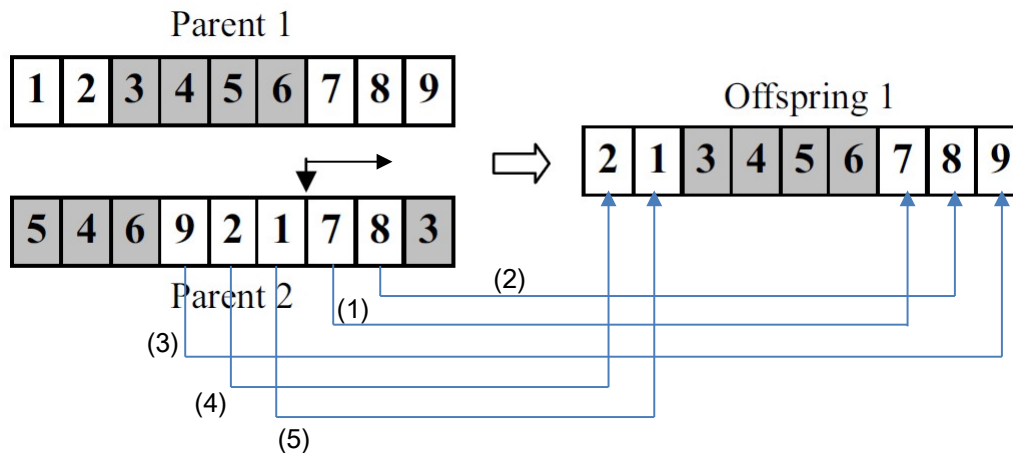 Parent 1
1 2 3 4 5 6 7 8 9
Offspring 1
2 1 3 4 5 6 7 8 9
5 4 6 9 2 1 7 8 3
Parent 2
(2)
(1)
(3)
(4)
(5)